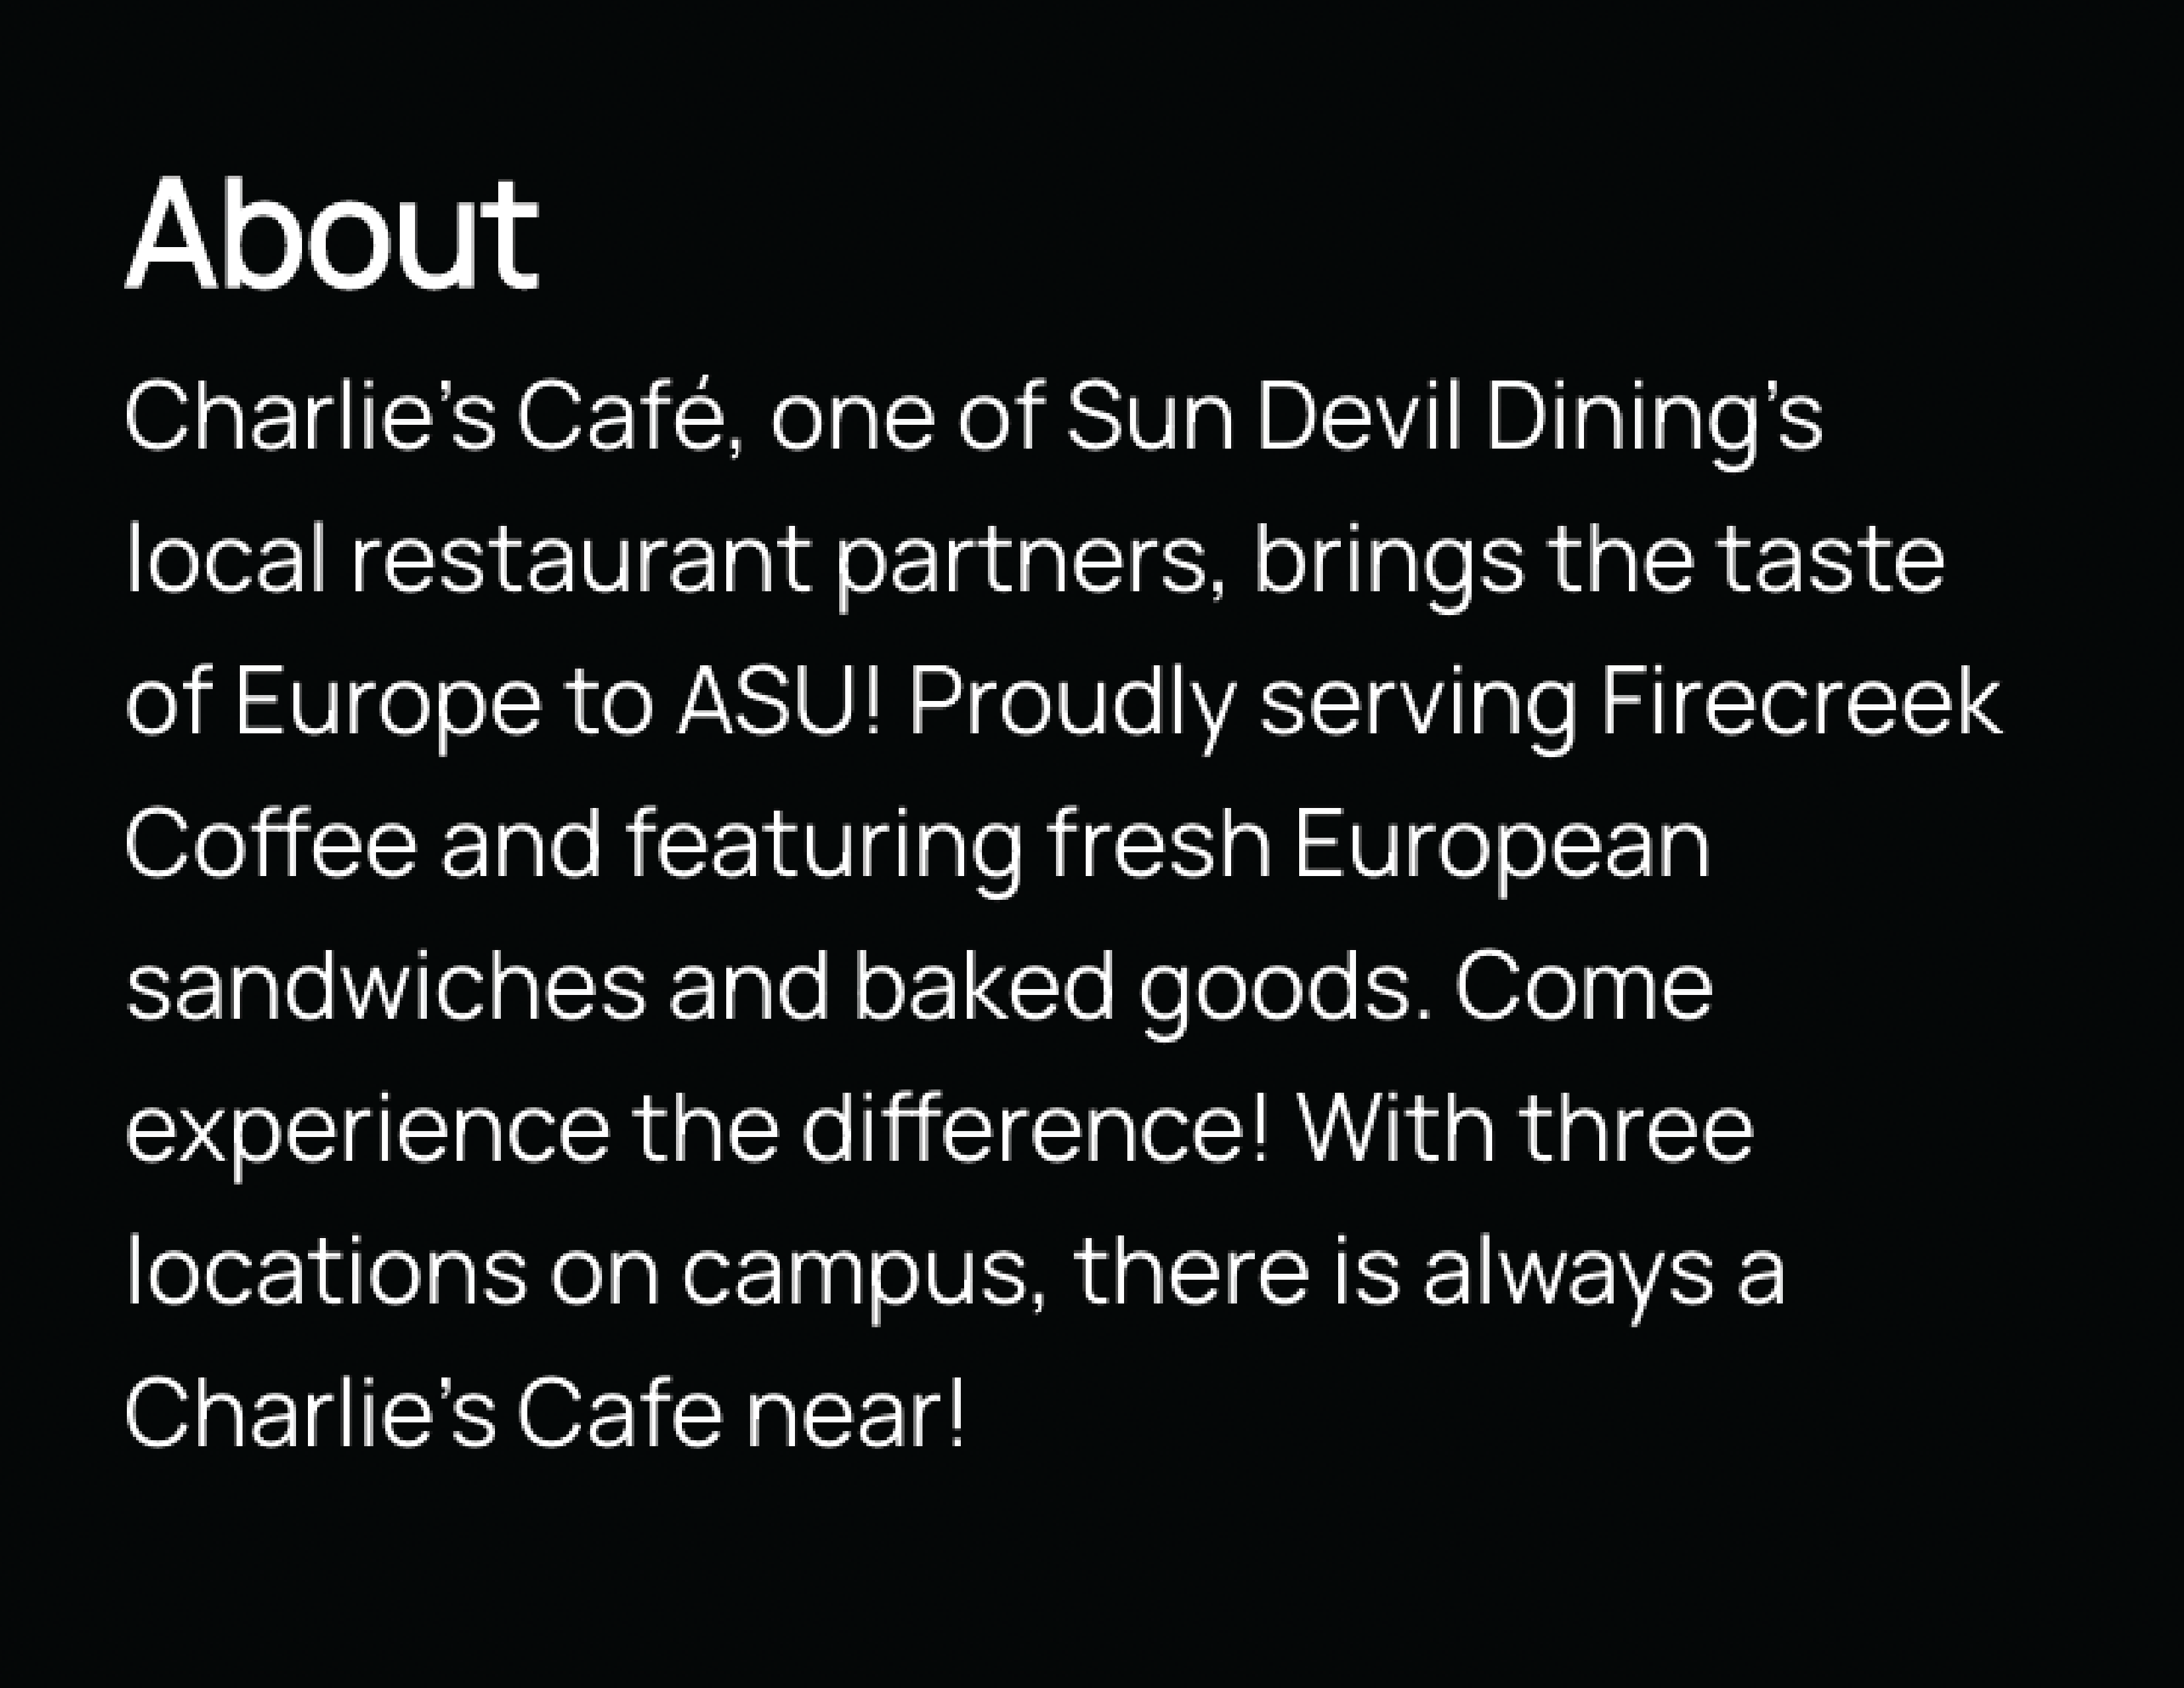 About
Charlie’s Café, one of Sun Devil Dining’s
local restaurant partners, brings the taste
of Europe to ASU! Proudly serving Firecreek
Coffee and featuring fresh European
sandwiches and baked goods. Come
experience the difference! With three
locations on campus, there is always a
Charlie’s Cafe near!